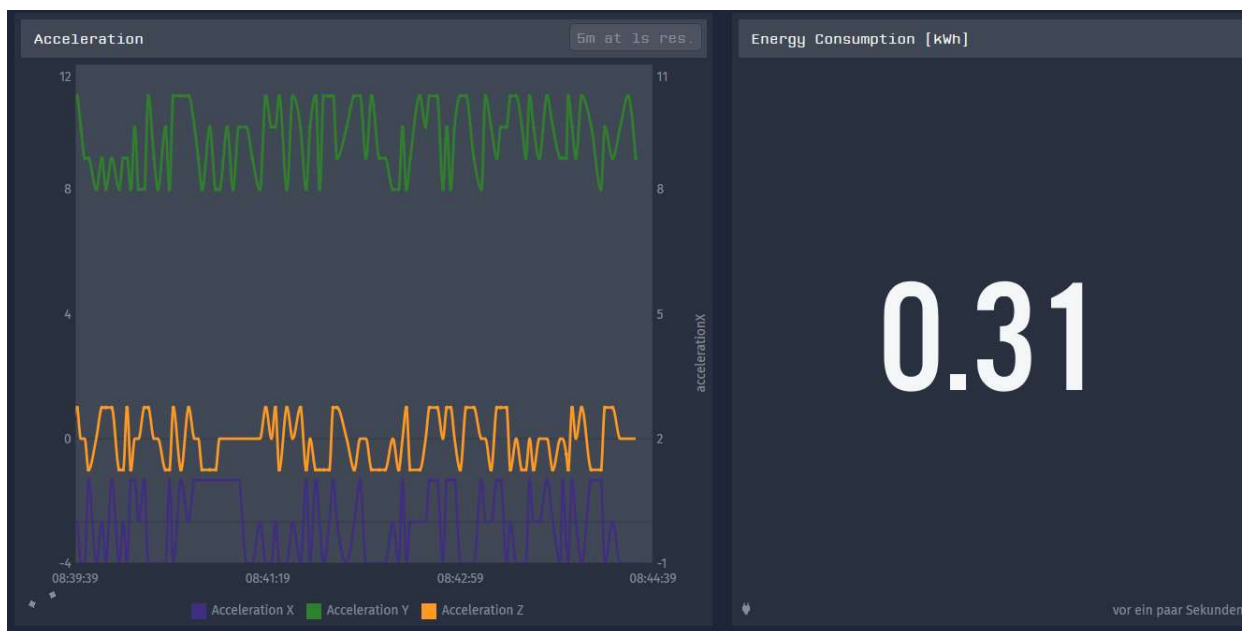 Acceleration
5m at 1s res.
12
8
4
0
-4
11
8
5
2
-1
accelerationX
08:39:39 08:41:19 08:42:59 08:44:39
Acceleration X Acceleration Y Acceleration Z
Energy Consumption [kWh]
0.31
vor ein paar Sekunden